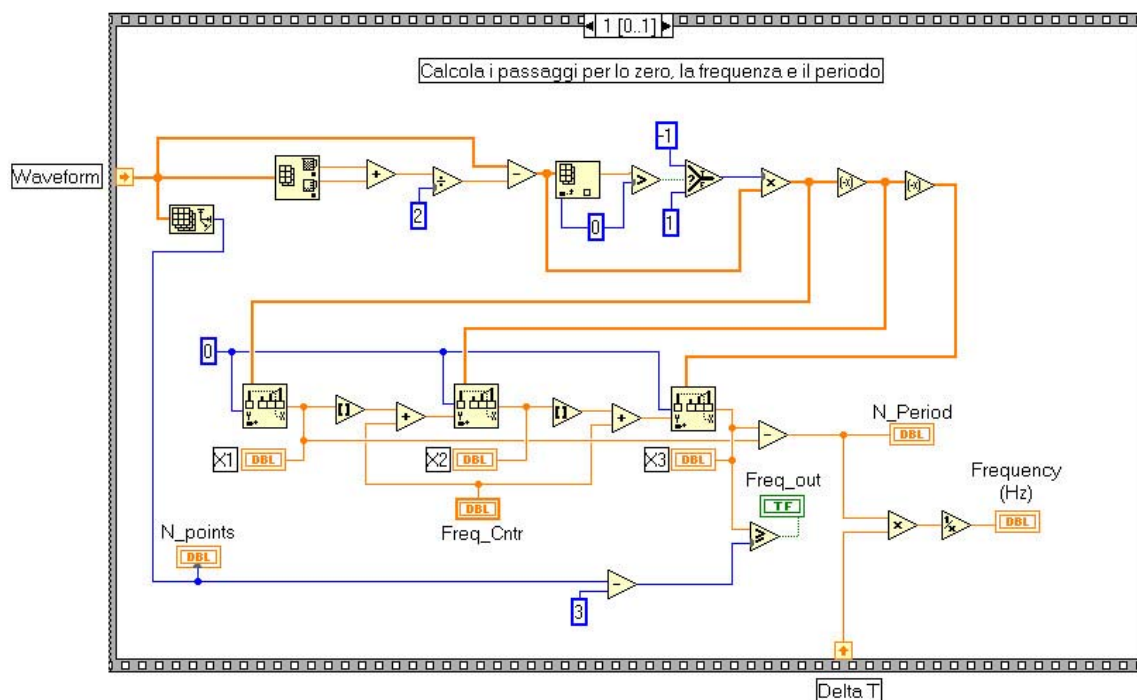 1 [0..1]
Calcola i passaggi per lo zero, la frequenza e il periodo
Waveform
-1
2
0
1
0
X1
DBL
X2
DBL
X3
DBL
N_Period
DBL
Freq_Cntr
DBL
Freq_out
TF
Frequency
(Hz)
DBL
N_points
DBL
3
Delta T